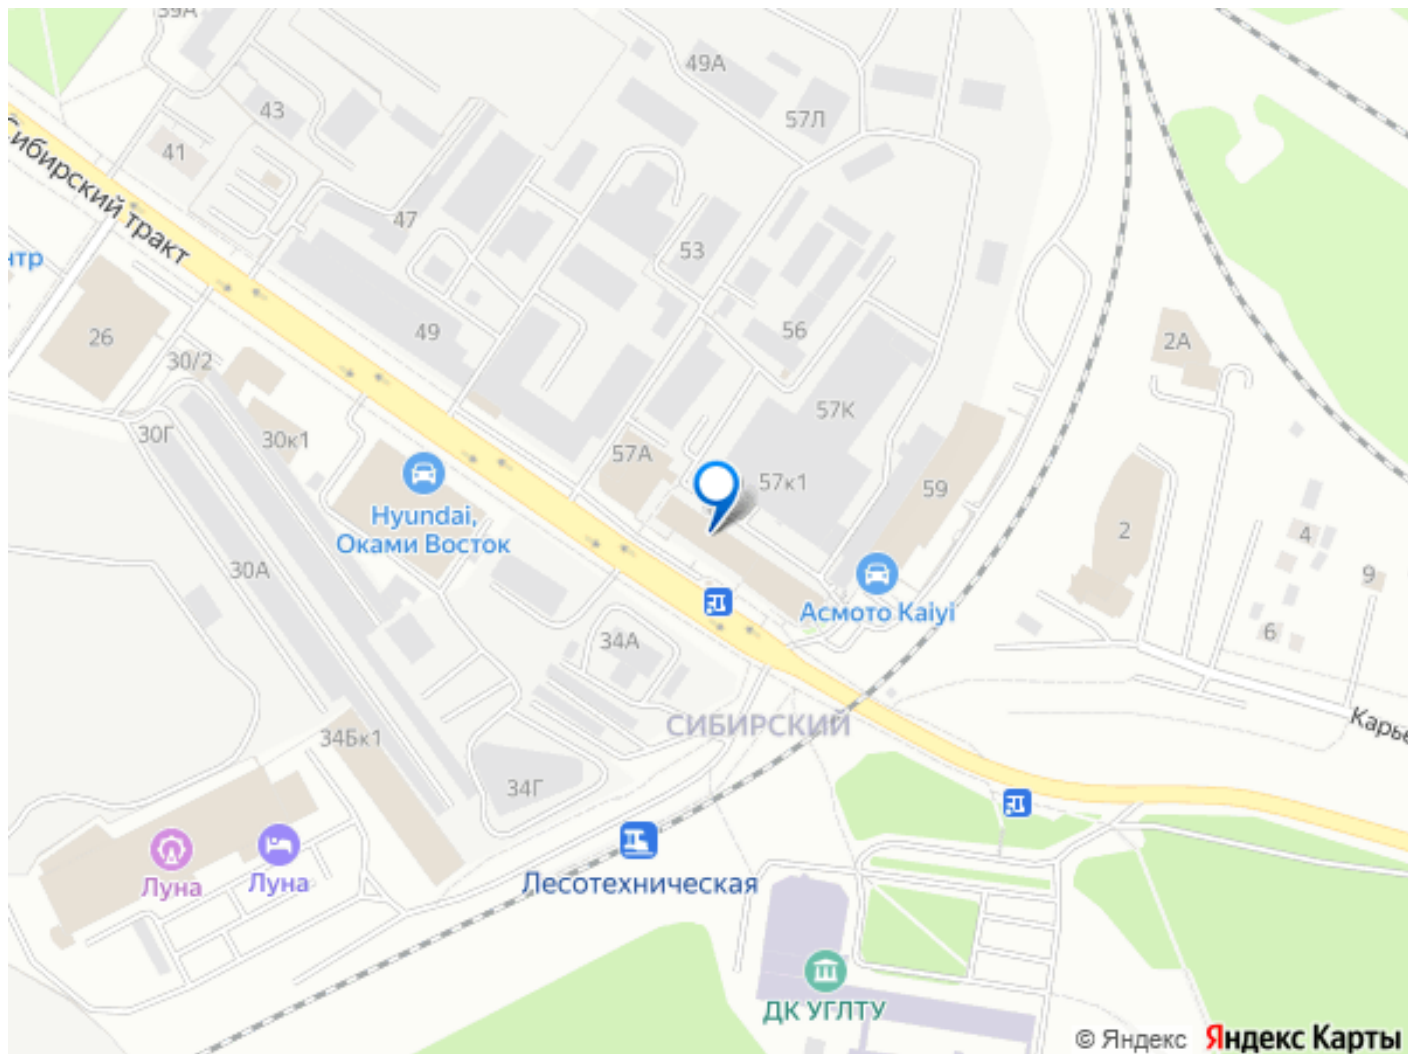 39А
49А
43
57Л
41
Сибирский тракт
47
53
нтр
49
56
26
30/2
2А
57К
30Г
30к1
57А
57к1
59
Hyundai,
Оками Восток
2
4
30А
9
Асмото Kaiyi
6
34А
СИБИРСКИЙ
Карье
34Бк1
34Г
Луна
Луна
Лесотехническая
ДК УГЛТУ
© Яндекс Яндекс Карты